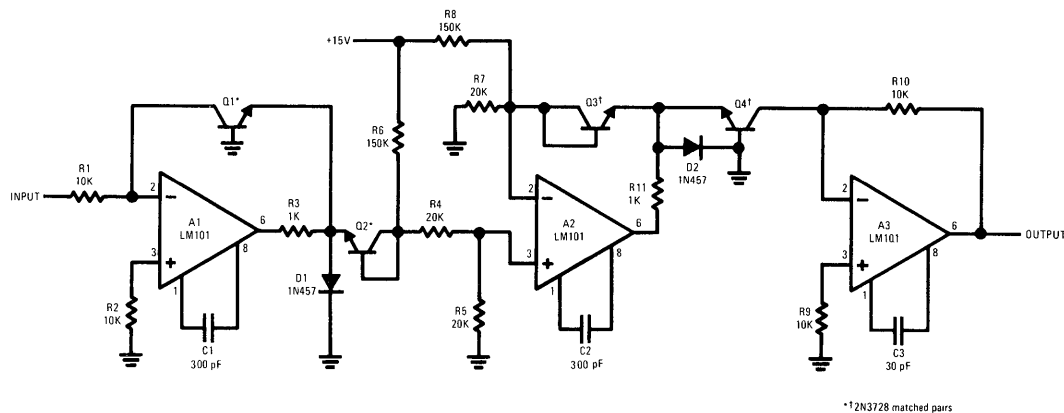 R8
150K
+15V
R7
20K
Q1*
Q3†
Q4†
R10
10K
R6
150K
D2
1N457
R1
10K
INPUT
2
A1
LM101
3
6
8
1
R3
1K
Q2*
R4
20K
R11
1K
2
A2
LM101
3
6
8
1
2
A3
LM101
3
6
8
1
OUTPUT
D1
1N457
R2
10K
R5
20K
R9
10K
C1
300 pF
C2
300 pF
C3
30 pF
*†2N3728 matched pairs